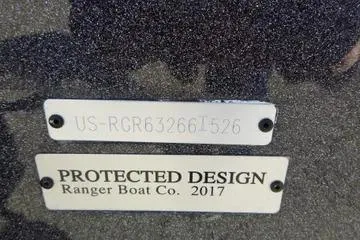 US-RGR63266I526
PROTECTED DESIGN
Ranger Boat Co. 2017